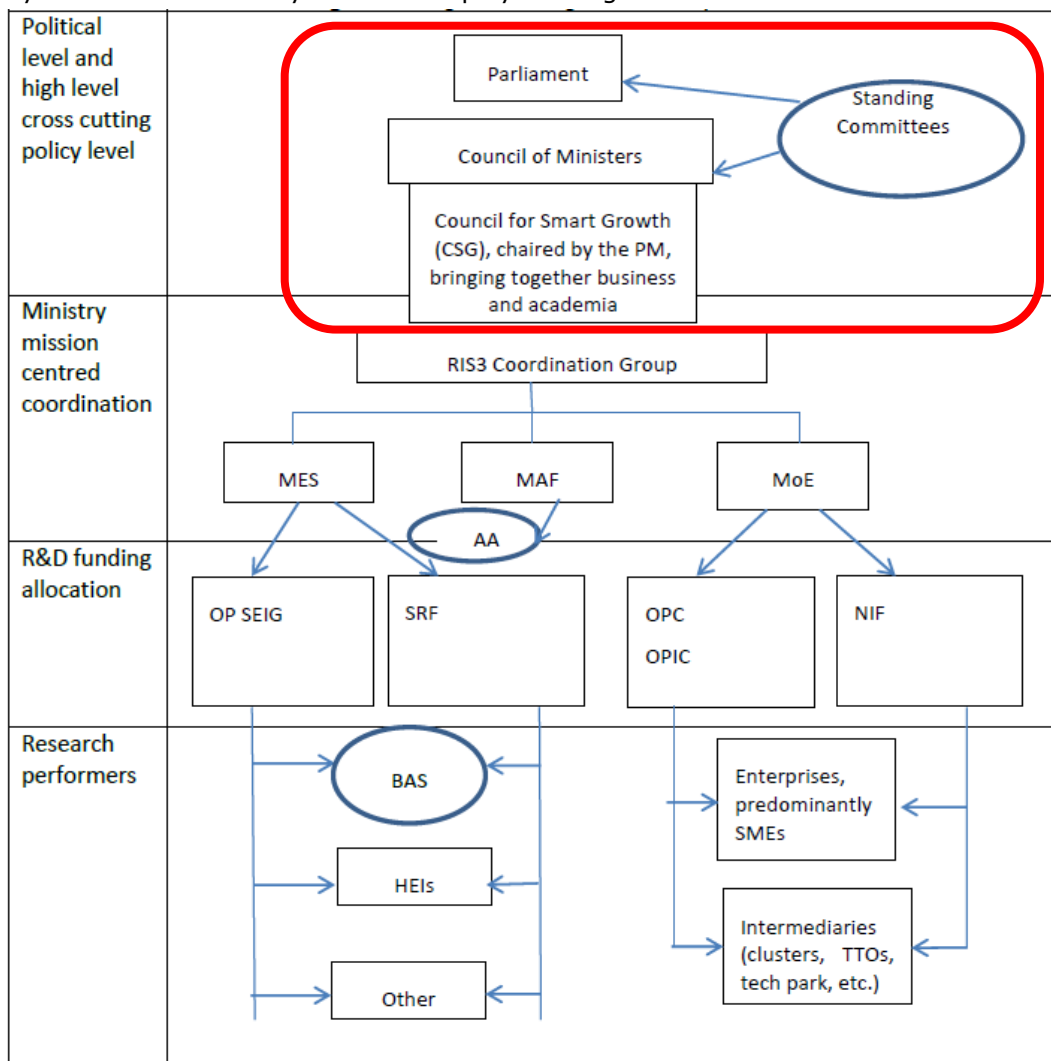 Political
level and
high level
cross cutting
policy level
Parliament
Standing
Committees
Council of Ministers
Council for Smart Growth
(CSG), chaired by the PM,
bringing together business
and academia
Ministry
mission
centred
coordination
RIS3 Coordination Group
MES
MAF
MoE
AA
R&D funding
allocation
OP SEIG
SRF
OPC
OPIC
NIF
Research
performers
BAS
Enterprises,
predominantly
SMEs
HEIs
Intermediaries
(clusters, TTOs,
tech park, etc.)
Other